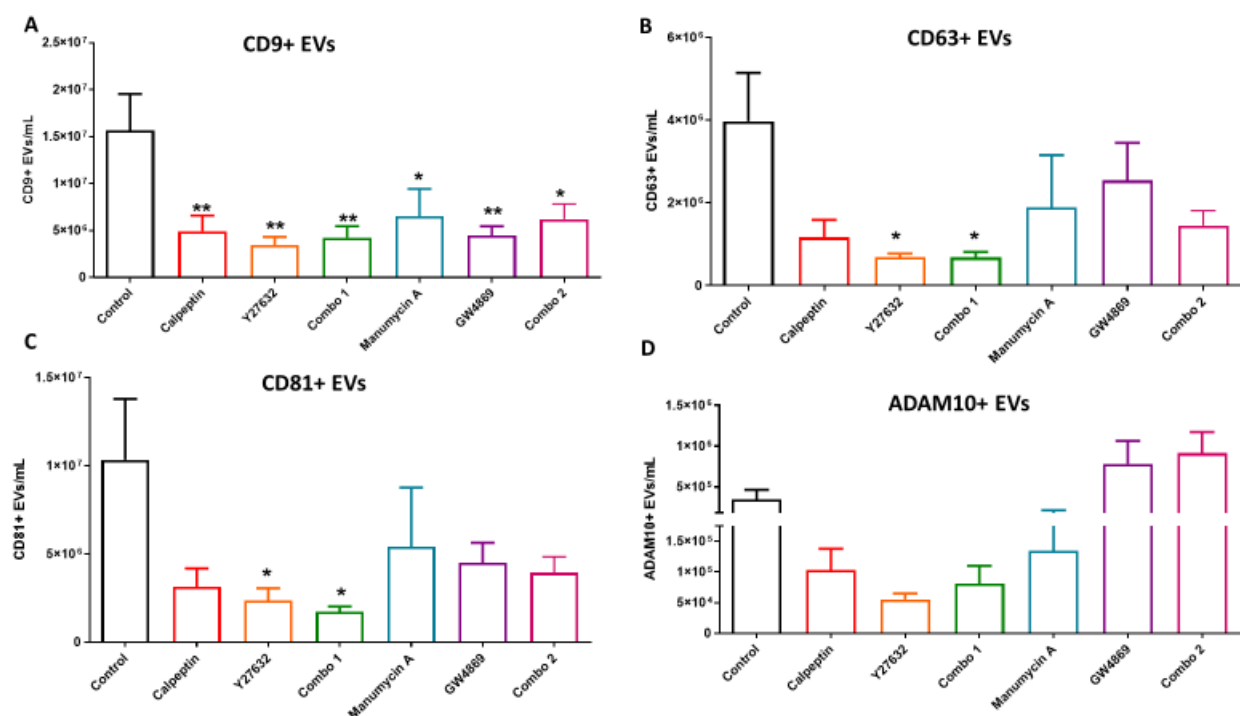 A
CD9+ EVs
2.5×10⁷
2×10⁷
1.5×10⁷
1×10⁷
5×10⁶
0
CD9+ EVs/mL
**
**
**
*
**
*
Control
Calpeptin
Y27632
Combo 1
Manumycin A
GW4869
Combo 2
B
CD63+ EVs
6×10⁶
4×10⁶
2×10⁶
0
CD63+ EVs/mL
*
*
Control
Calpeptin
Y27632
Combo 1
Manumycin A
GW4869
Combo 2
C
CD81+ EVs
1.5×10⁷
1×10⁷
5×10⁶
0
CD81+ EVs/mL
*
*
Control
Calpeptin
Y27632
Combo 1
Manumycin A
GW4869
Combo 2
D
ADAM10+ EVs
1.5×10⁶
1×10⁶
5×10⁵
1.5×10⁵
1×10⁵
5×10⁴
0
ADAM10+ EVs/mL
Control
Calpeptin
Y27632
Combo 1
Manumycin A
GW4869
Combo 2